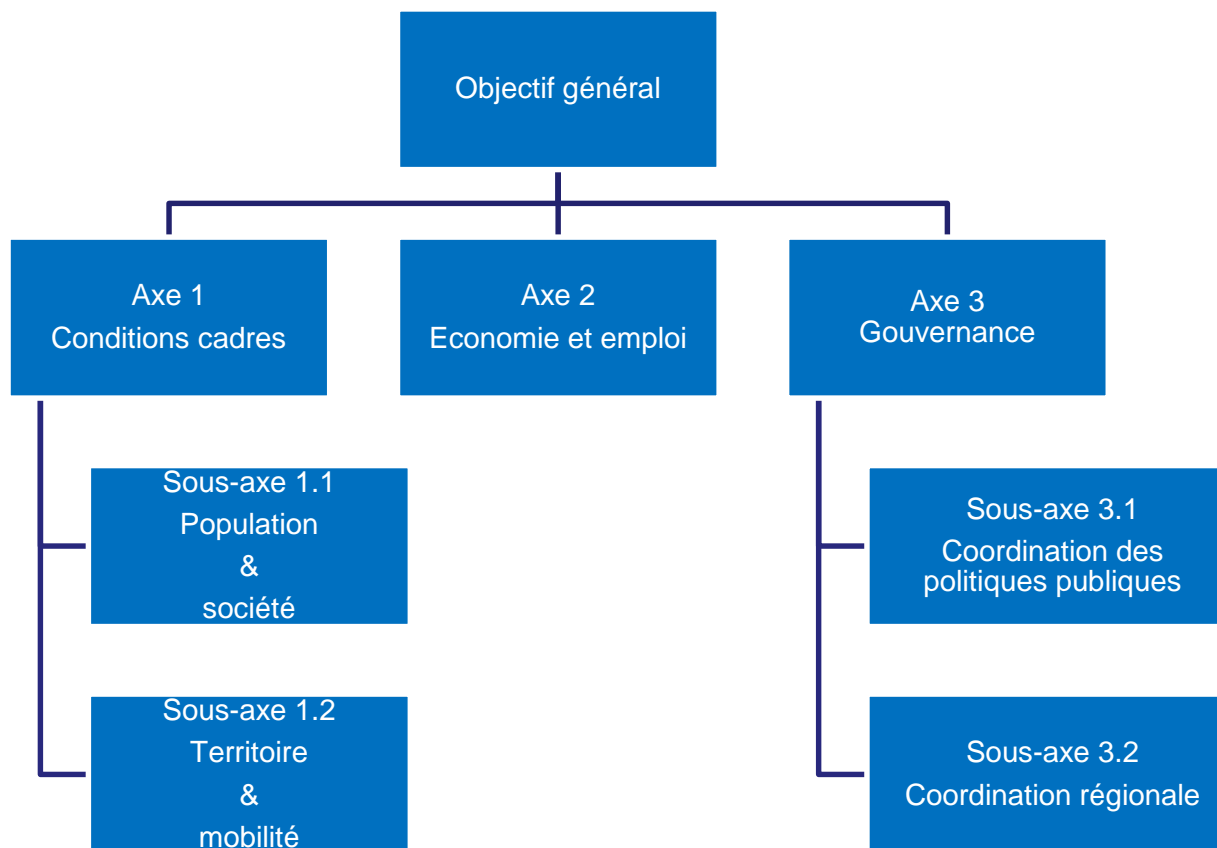 Objectif général
Axe 1
Conditions cadres
Axe 2
Economie et emploi
Axe 3
Gouvernance
Sous-axe 1.1
Population
&
société
Sous-axe 1.2
Territoire
&
mobilité
Sous-axe 3.1
Coordination des
politiques publiques
Sous-axe 3.2
Coordination régionale